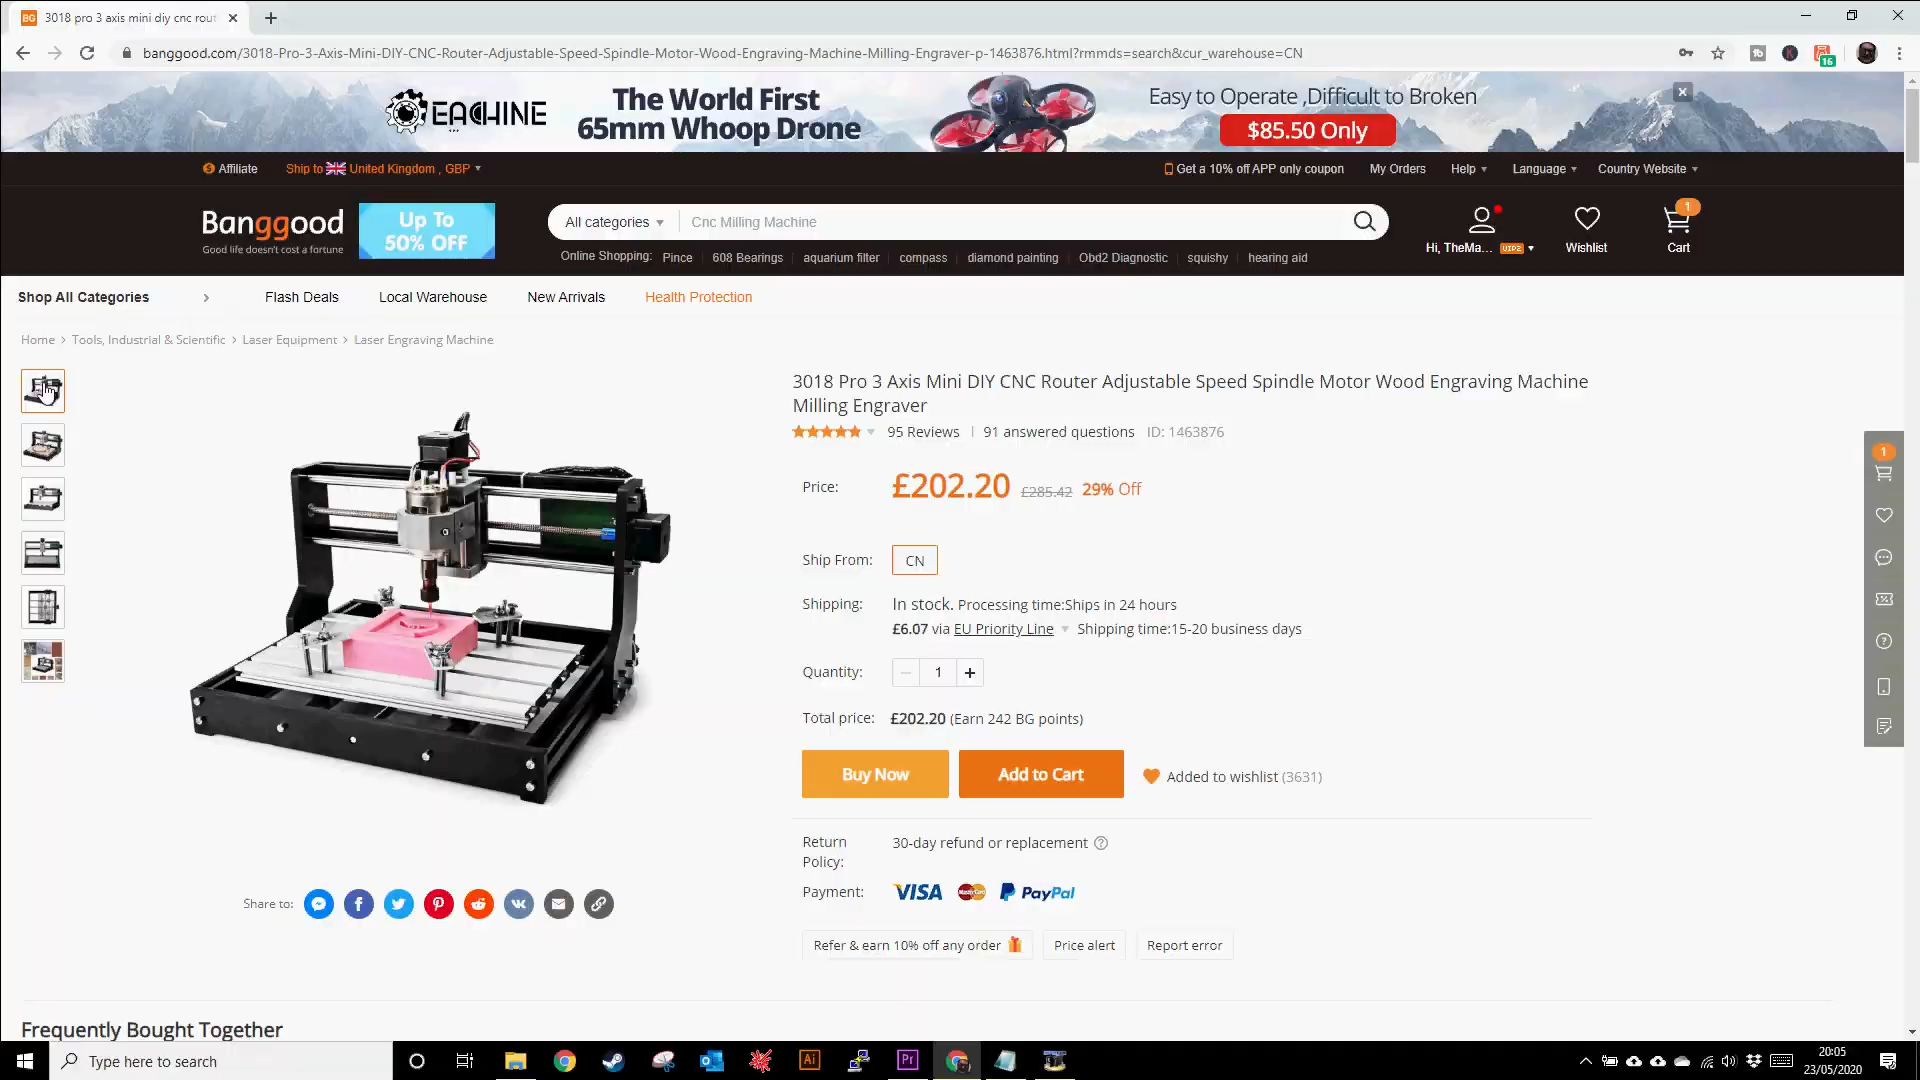 3018 pro 3 axis mini diy cnc rout
banggood.com/3018-Pro-3-Axis-Mini-DIY-CNC-Router-Adjustable-Speed-Spindle-Motor-Wood-Engraving-Machine-Milling-Engraver-p-1463876.html?rmmds=search&cur_warehouse=CN
16
EACHINE
The World First
65mm Whoop Drone
Easy to Operate ,Difficult to Broken
$85.50 Only
Affiliate
Ship to United Kingdom , GBP
Get a 10% off APP only coupon
My Orders
Help
Language
Country Website
Banggood
Good life doesn't cost a fortune
Up To
50% OFF
All categories
Cnc Milling Machine
Online Shopping: Pince 608 Bearings aquarium filter compass diamond painting Obd2 Diagnostic squishy hearing aid
Hi, TheMa... VIP2
Wishlist
1
Cart
Shop All Categories
Flash Deals
Local Warehouse
New Arrivals
Health Protection
Home > Tools, Industrial & Scientific > Laser Equipment > Laser Engraving Machine
3018 Pro 3 Axis Mini DIY CNC Router Adjustable Speed Spindle Motor Wood Engraving Machine
Milling Engraver
95 Reviews | 91 answered questions ID: 1463876
Price: £202.20 £285.42 29% Off
Ship From: CN
Shipping: In stock. Processing time:Ships in 24 hours
£6.07 via EU Priority Line Shipping time:15-20 business days
Quantity: 1
Total price: £202.20 (Earn 242 BG points)
Buy Now
Add to Cart
Added to wishlist (3631)
Return
Policy:
30-day refund or replacement
Payment: VISA MasterCard PayPal
Share to:
Refer & earn 10% off any order
Price alert
Report error
1
Frequently Bought Together
Type here to search
Ai
Pr
20:05
23/05/2020